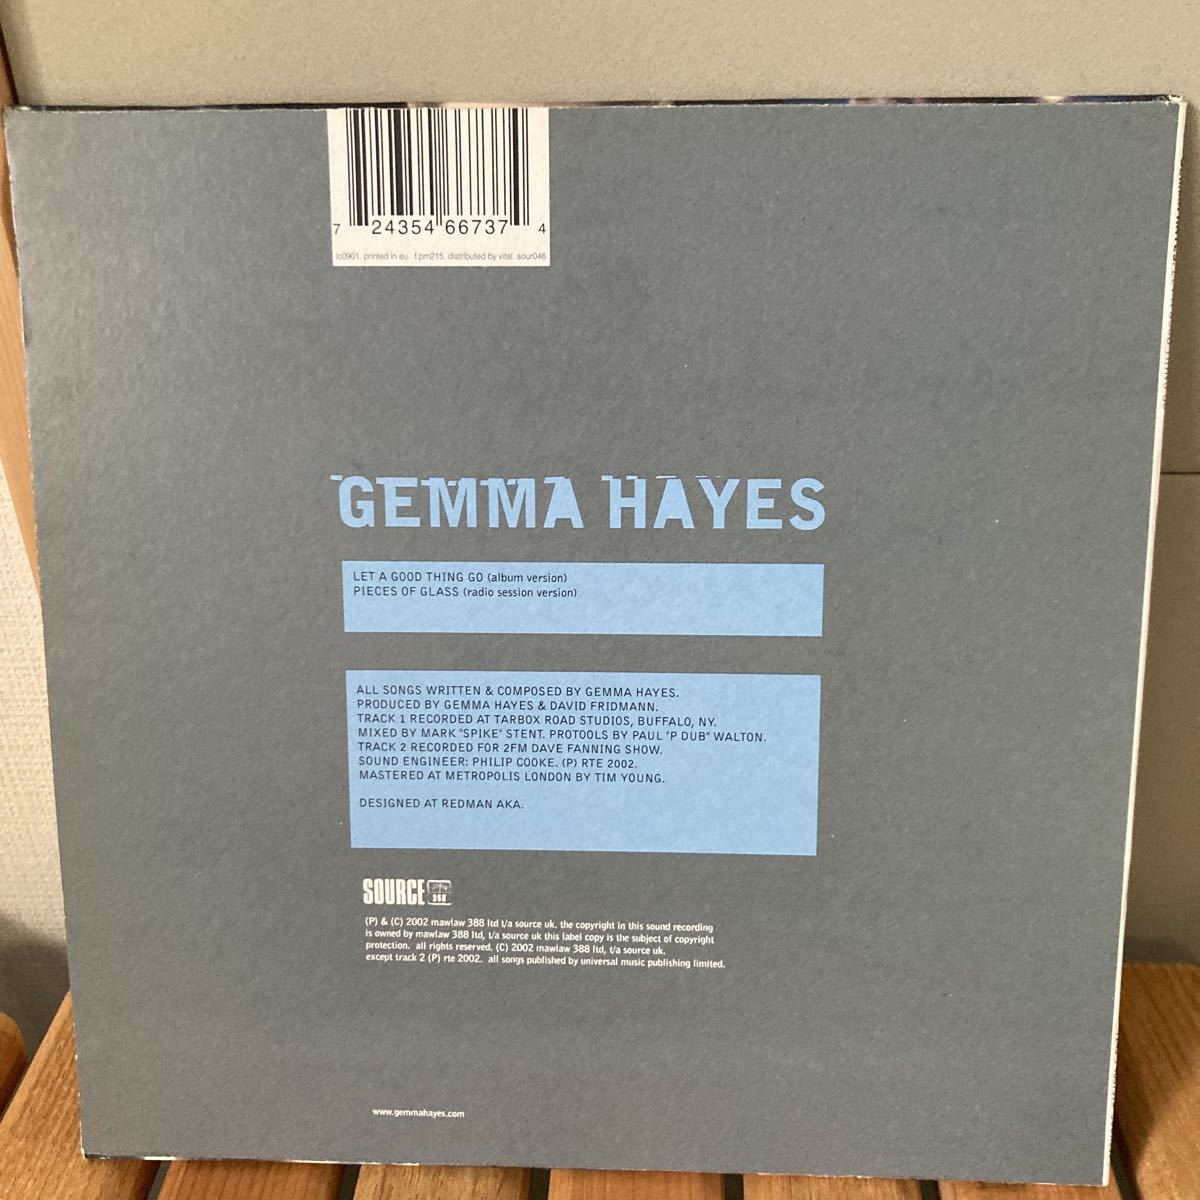 7 24354 66737 4
lc0901. printed in eu. f.pm215. distributed by vital. sour046
GEMMA HAYES
LET A GOOD THING GO (album version)
PIECES OF GLASS (radio session version)
ALL SONGS WRITTEN & COMPOSED BY GEMMA HAYES.
PRODUCED BY GEMMA HAYES & DAVID FRIDMANN.
TRACK 1 RECORDED AT TARBOX ROAD STUDIOS, BUFFALO, NY.
MIXED BY MARK "SPIKE" STENT. PROTOOLS BY PAUL "P DUB" WALTON.
TRACK 2 RECORDED FOR 2FM DAVE FANNING SHOW.
SOUND ENGINEER: PHILIP COOKE. (P) RTE 2002.
MASTERED AT METROPOLIS LONDON BY TIM YOUNG.
DESIGNED AT REDMAN AKA.
SOURCE
(P) & (C) 2002 mawlaw 388 ltd t/a source uk. the copyright in this sound recording
is owned by mawlaw 388 ltd, t/a source uk this label copy is the subject of copyright
protection. all rights reserved. (C) 2002 mawlaw 388 ltd, t/a source uk.
except track 2 (P) rte 2002. all songs published by universal music publishing limited.
www.gemmahayes.com